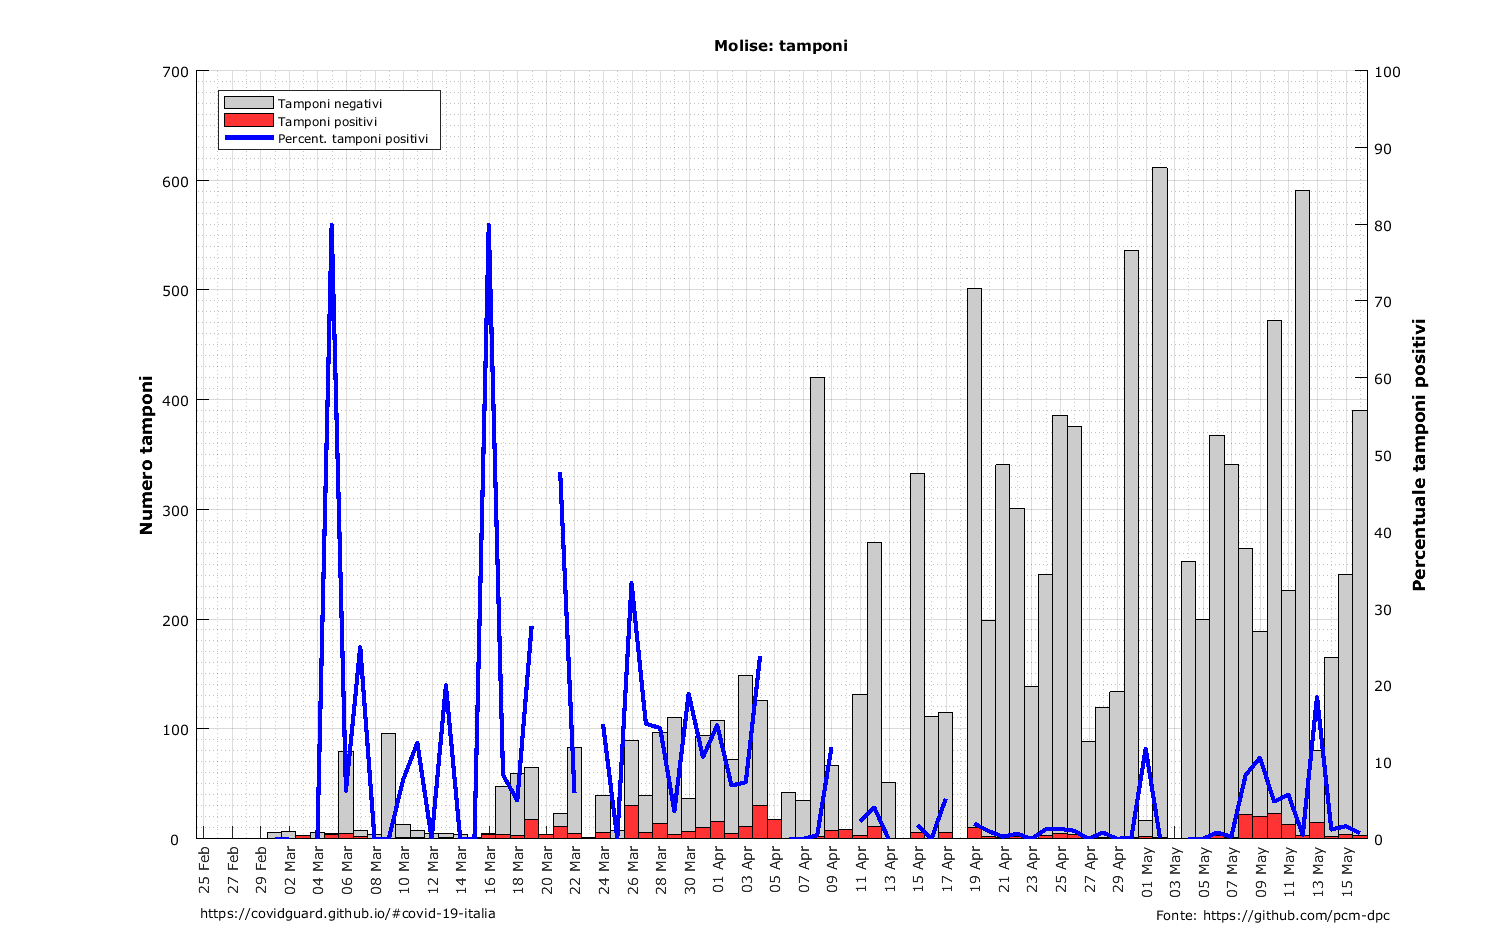 Molise: tamponi
Tamponi negativi
Tamponi positivi
Percent. tamponi positivi
Numero tamponi
700
600
500
400
300
200
100
0
Percentuale tamponi positivi
100
90
80
70
60
50
40
30
20
10
0
25 Feb
27 Feb
29 Feb
02 Mar
04 Mar
06 Mar
08 Mar
10 Mar
12 Mar
14 Mar
16 Mar
18 Mar
20 Mar
22 Mar
24 Mar
26 Mar
28 Mar
30 Mar
01 Apr
03 Apr
05 Apr
07 Apr
09 Apr
11 Apr
13 Apr
15 Apr
17 Apr
19 Apr
21 Apr
23 Apr
25 Apr
27 Apr
29 Apr
01 May
03 May
05 May
07 May
09 May
11 May
13 May
15 May
https://covidguard.github.io/#covid-19-italia
Fonte: https://github.com/pcm-dpc